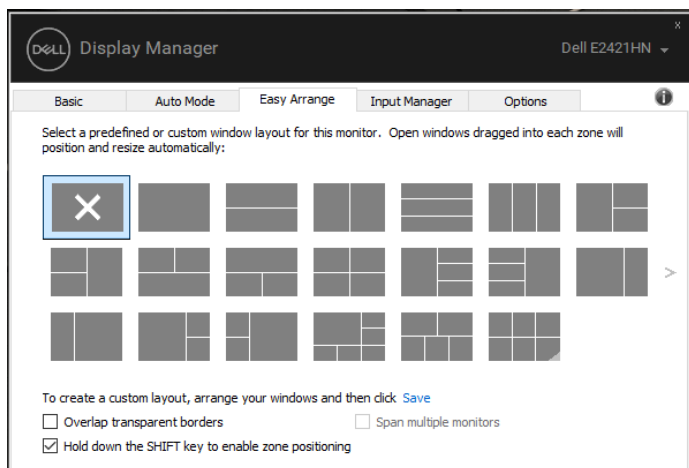 DELL Display Manager Dell E2421HN
x
Basic Auto Mode Easy Arrange Input Manager Options i
Select a predefined or custom window layout for this monitor. Open windows dragged into each zone will
position and resize automatically:
>
To create a custom layout, arrange your windows and then click Save
Overlap transparent borders Span multiple monitors
Hold down the SHIFT key to enable zone positioning